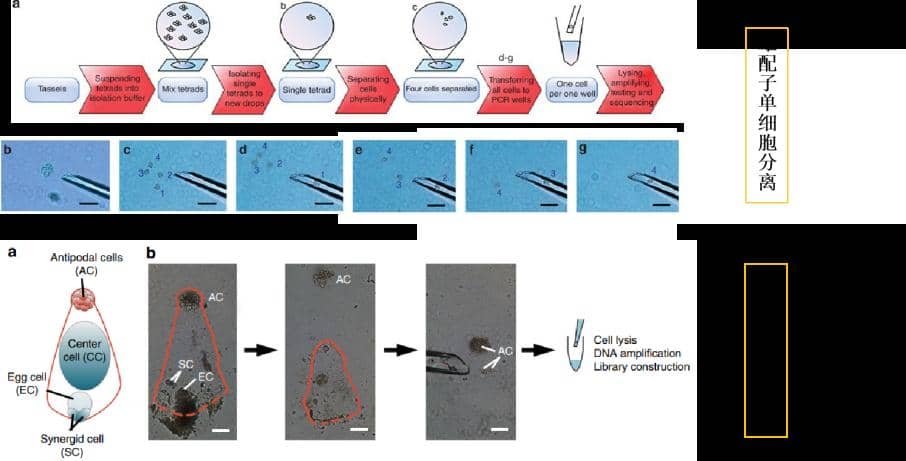 a
b
c
Tassels
Suspending
tetrads into
isolation buffer
Mix tetrads
Isolating
single
tetrads to
new drops
Single tetrad
Separating
cells
physically
Four cells separated
d-g
Transferring
all cells to
PCR wells
One cell
per one well
Lysing,
amplifying,
testing and
sequencing
配子单细胞分离
b
c
4
3
2
1
d
4
3
2
1
e
3
4
2
f
3
4
g
4
a
Antipodal cells
(AC)
Center
cell (CC)
Egg cell
(EC)
Synergid cell
(SC)
b
AC
SC
EC
AC
AC
Cell lysis
DNA amplification
Library construction